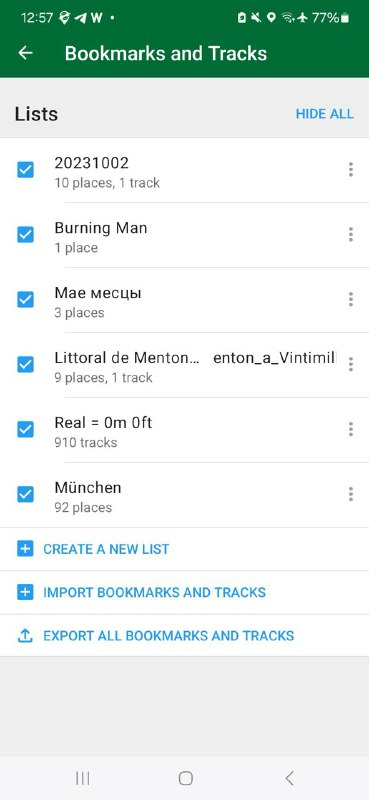 12:57
77%
Bookmarks and Tracks
Lists
HIDE ALL
20231002
10 places, 1 track
Burning Man
1 place
Мае месцы
3 places
Littoral de Menton... enton_a_Vintimil
9 places, 1 track
Real = 0m 0ft
910 tracks
München
92 places
CREATE A NEW LIST
IMPORT BOOKMARKS AND TRACKS
EXPORT ALL BOOKMARKS AND TRACKS